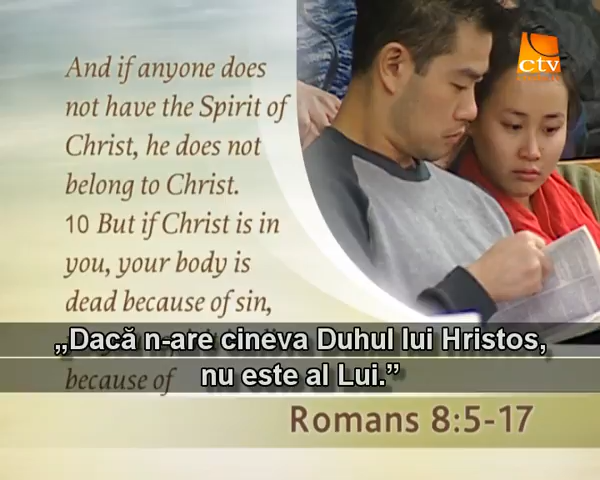 And if anyone does
not have the Spirit of
Christ, he does not
belong to Christ.
10 But if Christ is in
you, your body is
dead because of sin,
„Dacă n-are cineva Duhul lui Hristos,
nu este al Lui.”
because of
Romans 8:5-17
ctv